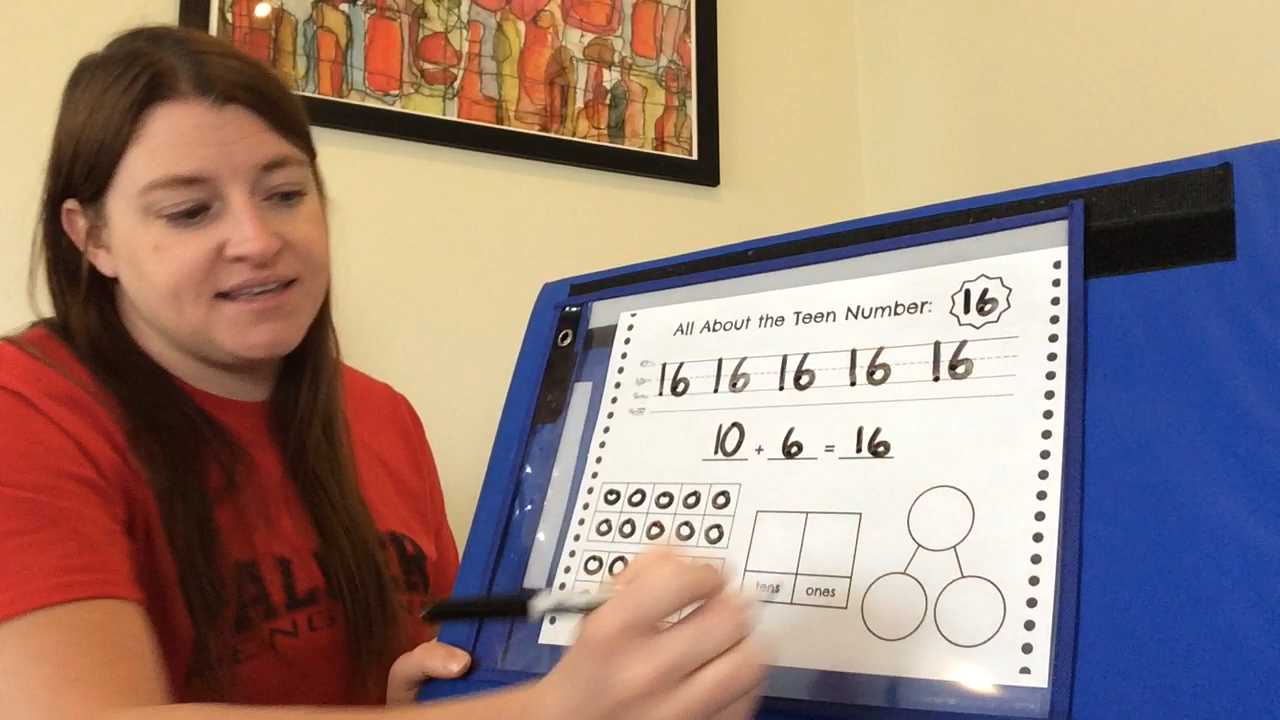 All About the Teen Number: 16
16 16 16 16 16
10 + 6 = 16
tens ones